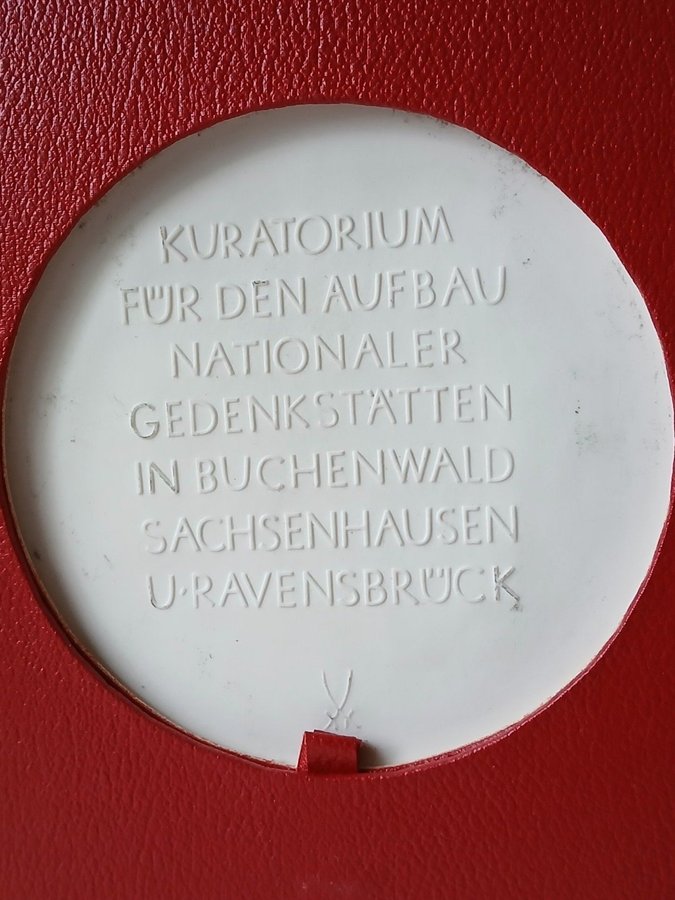 KURATORIUM
FÜR DEN AUFBAU
NATIONALER
GEDENKSTÄTTEN
IN BUCHENWALD
SACHSENHAUSEN
U·RAVENSBRÜCK